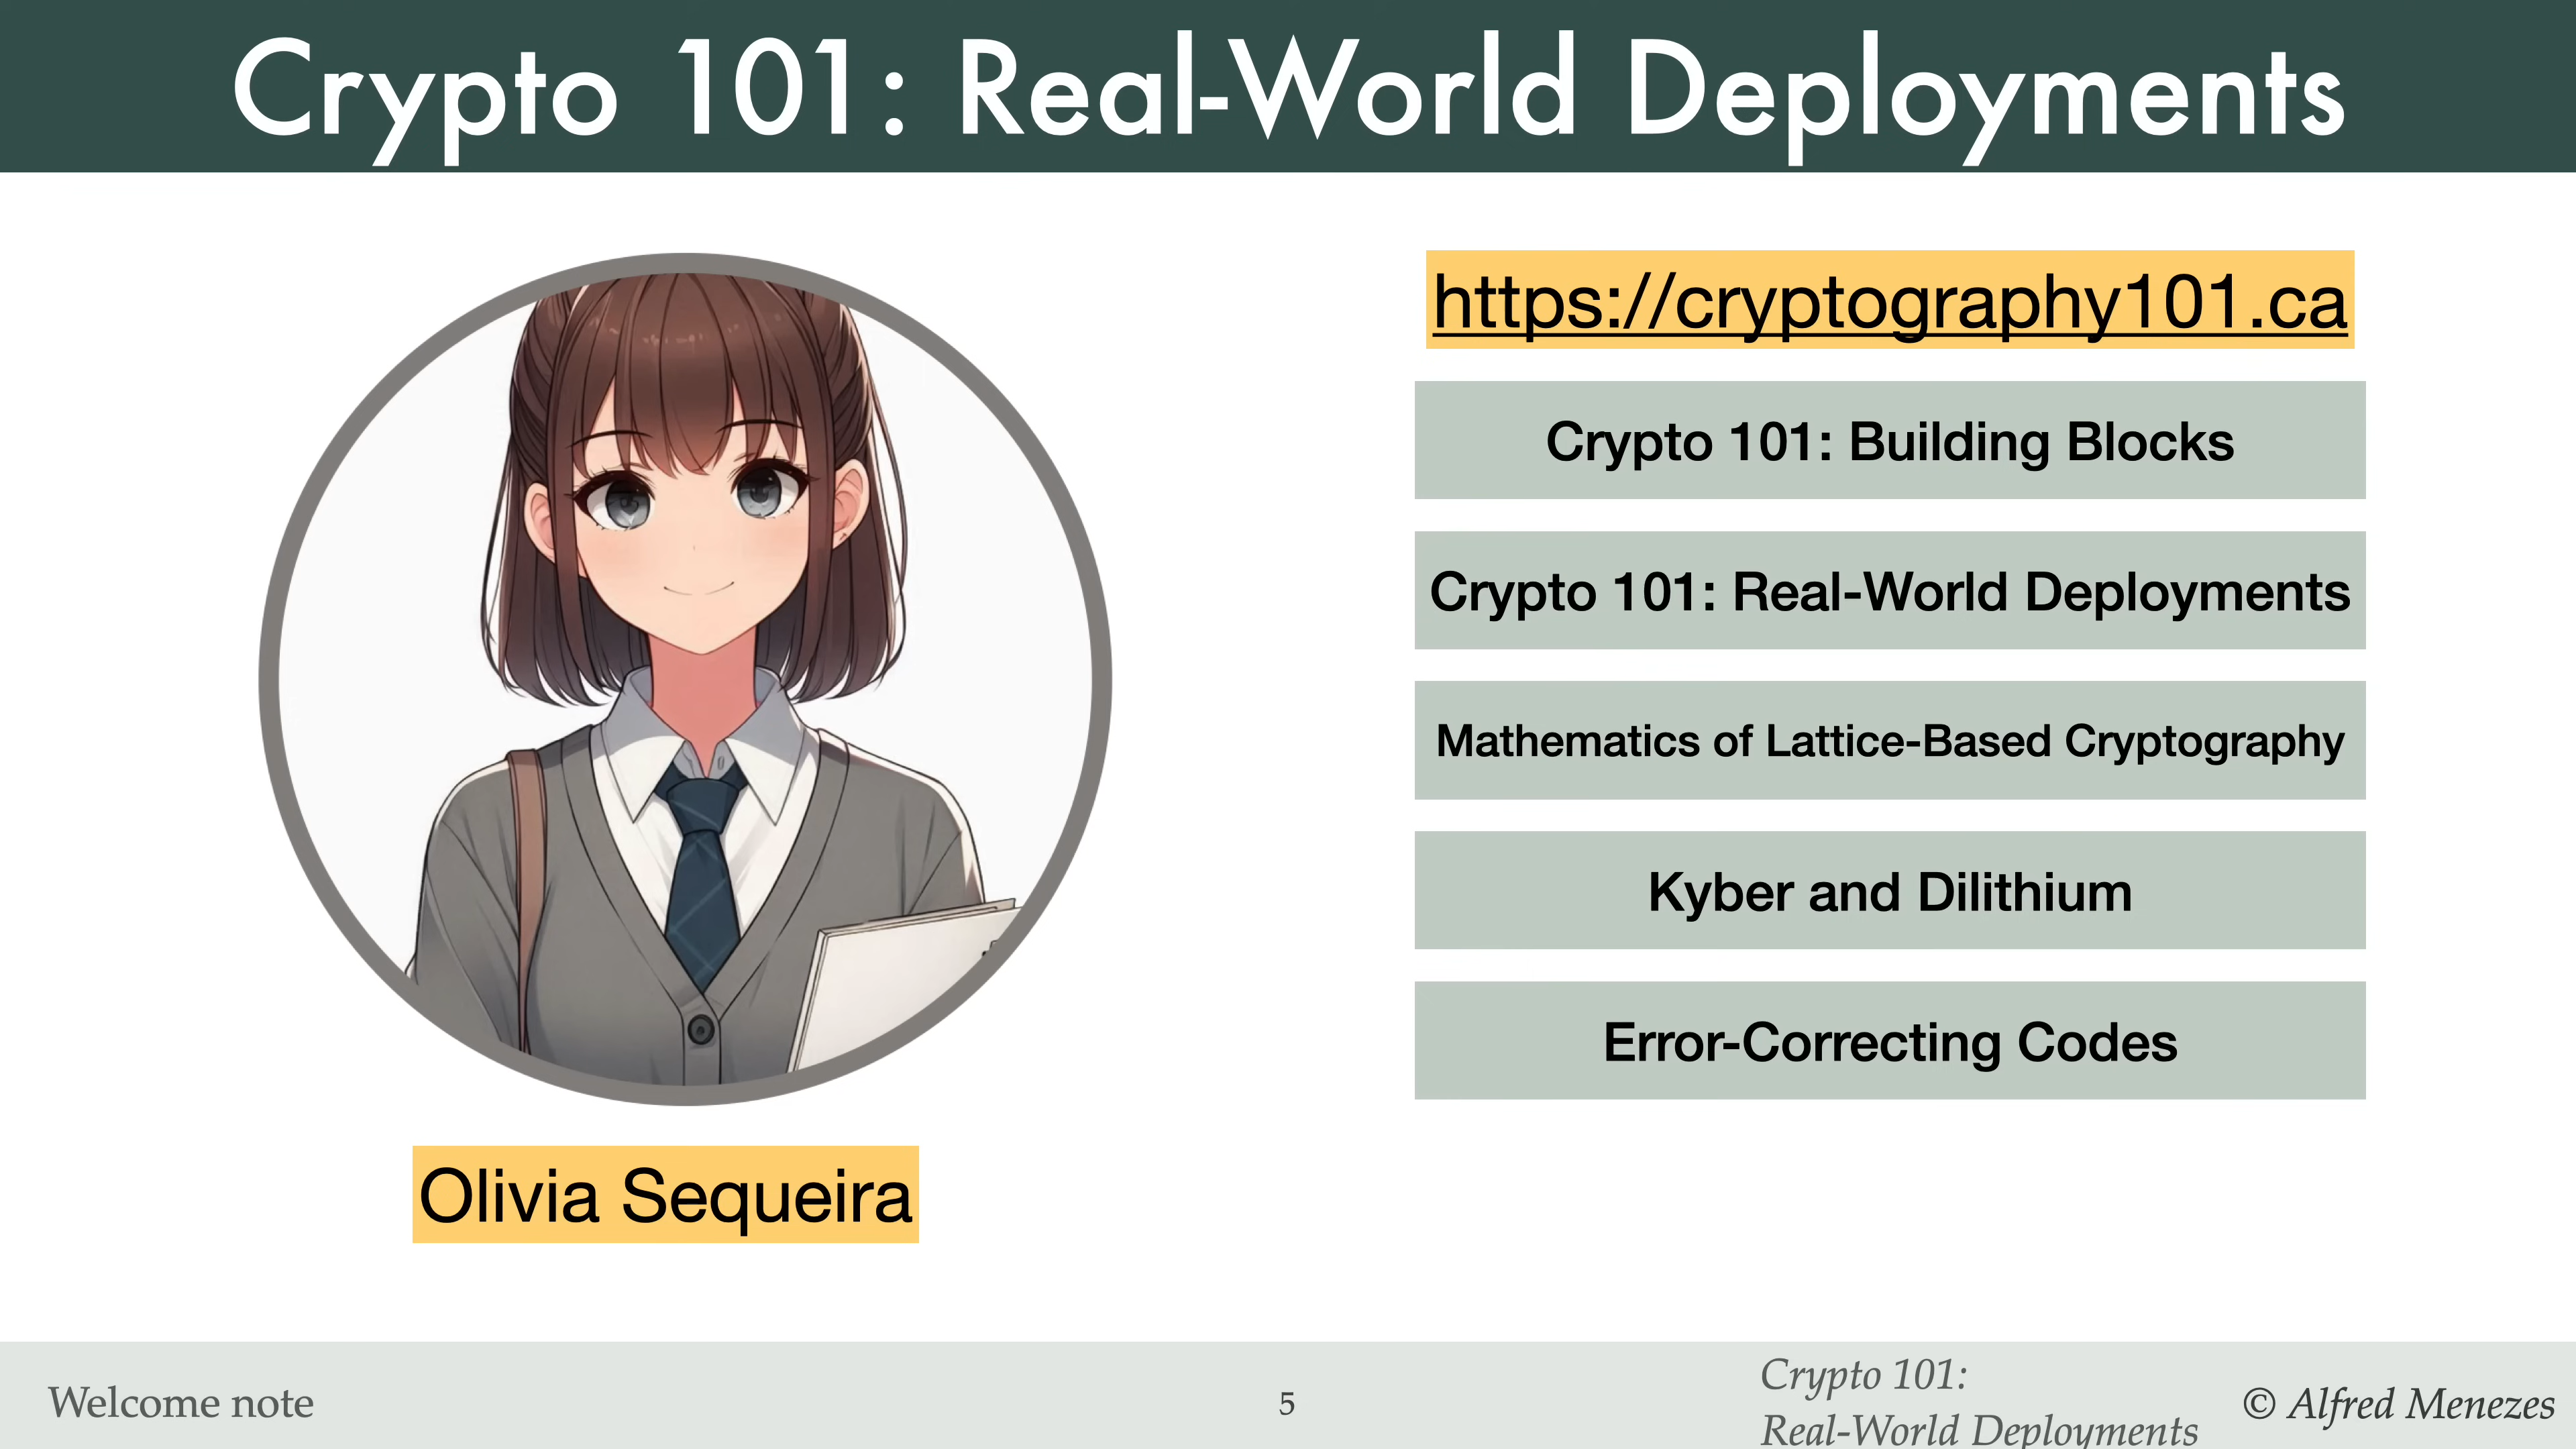 Crypto 101: Real-World Deployments
https://cryptography101.ca
Crypto 101: Building Blocks
Crypto 101: Real-World Deployments
Mathematics of Lattice-Based Cryptography
Kyber and Dilithium
Error-Correcting Codes
Olivia Sequeira
Welcome note
5
Crypto 101:
Real-World Deployments
© Alfred Menezes